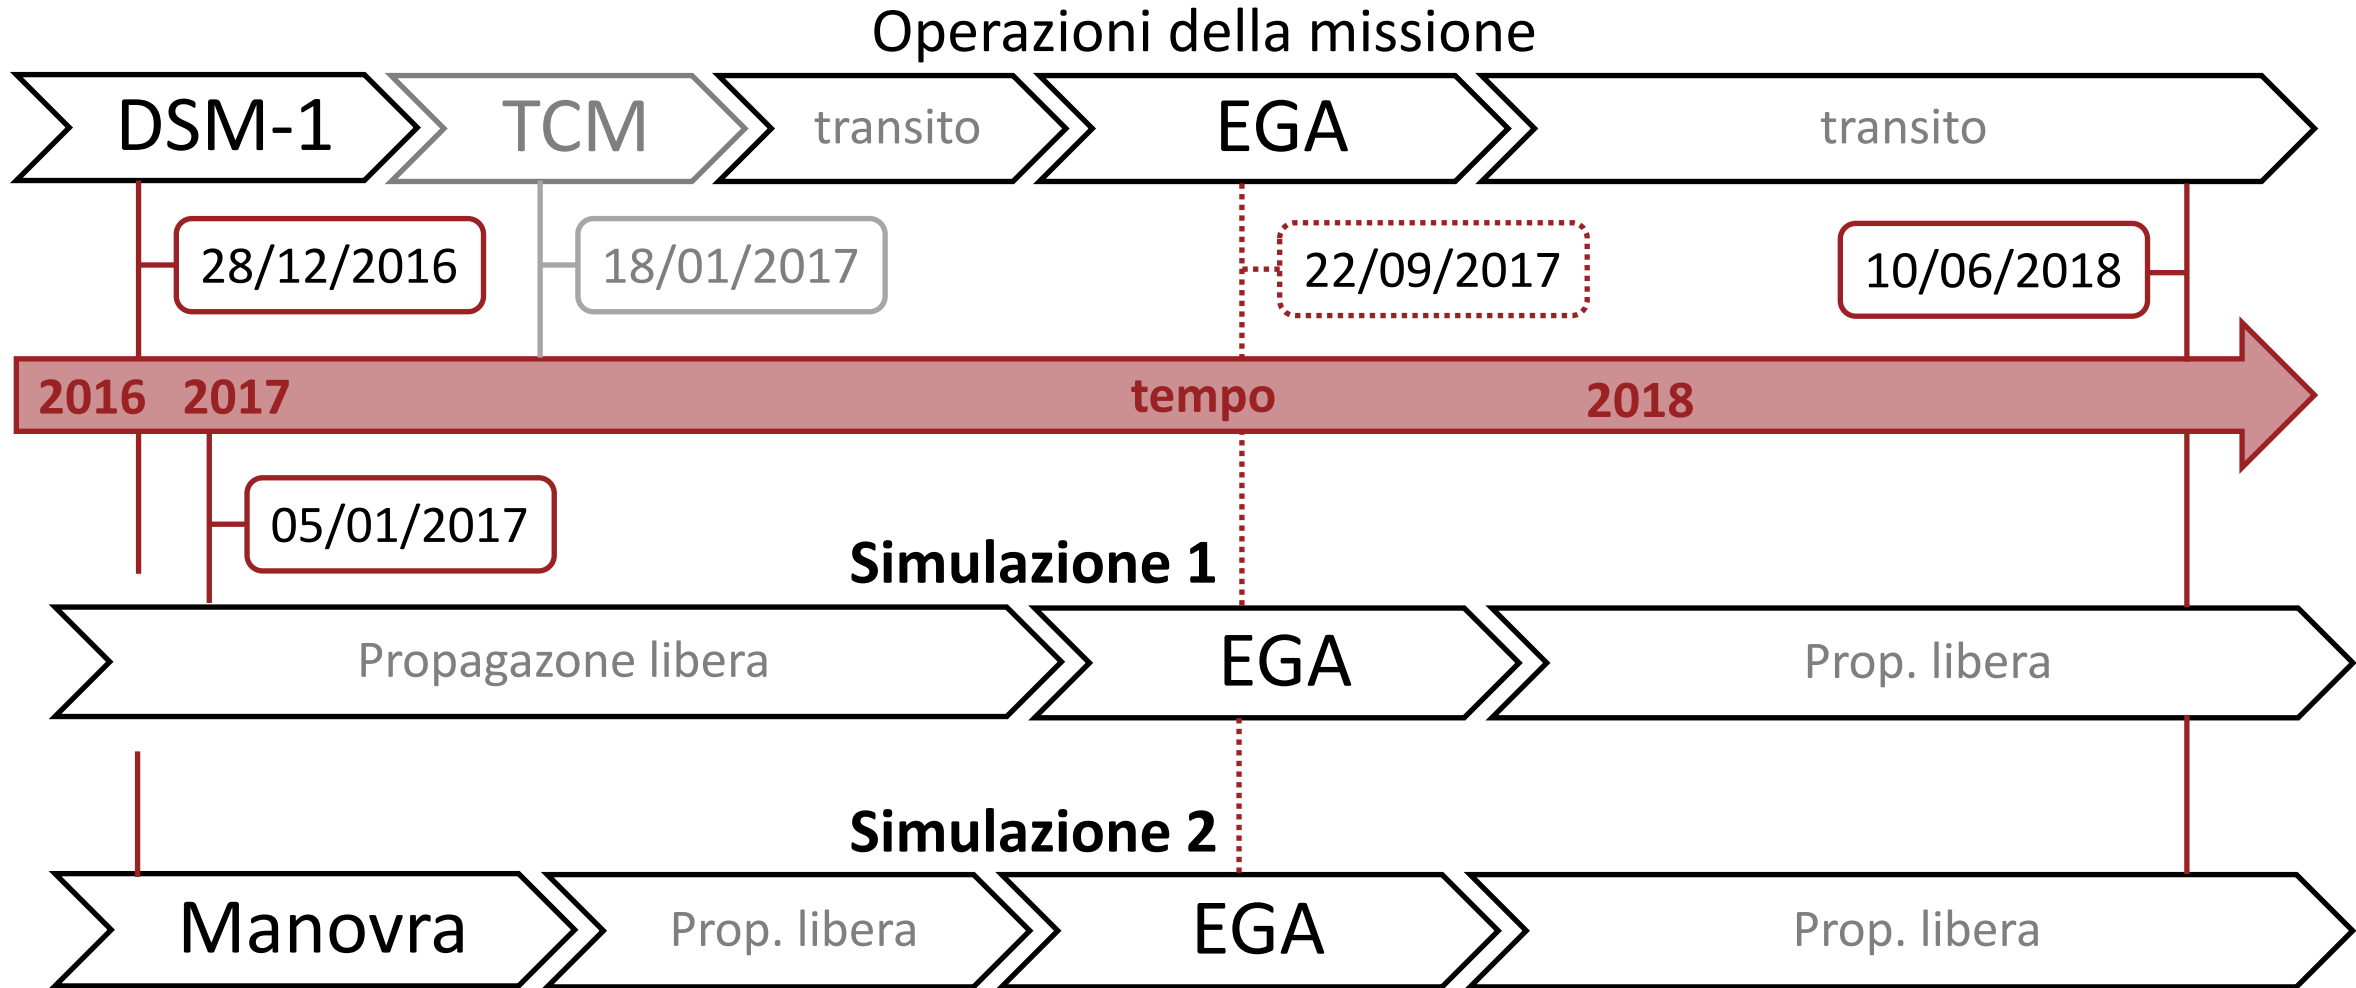 Operazioni della missione
DSM-1 TCM transito EGA transito
28/12/2016 18/01/2017 22/09/2017 10/06/2018
2016 2017 tempo 2018
05/01/2017
Simulazione 1
Propagazone libera EGA Prop. libera
Simulazione 2
Manovra Prop. libera EGA Prop. libera